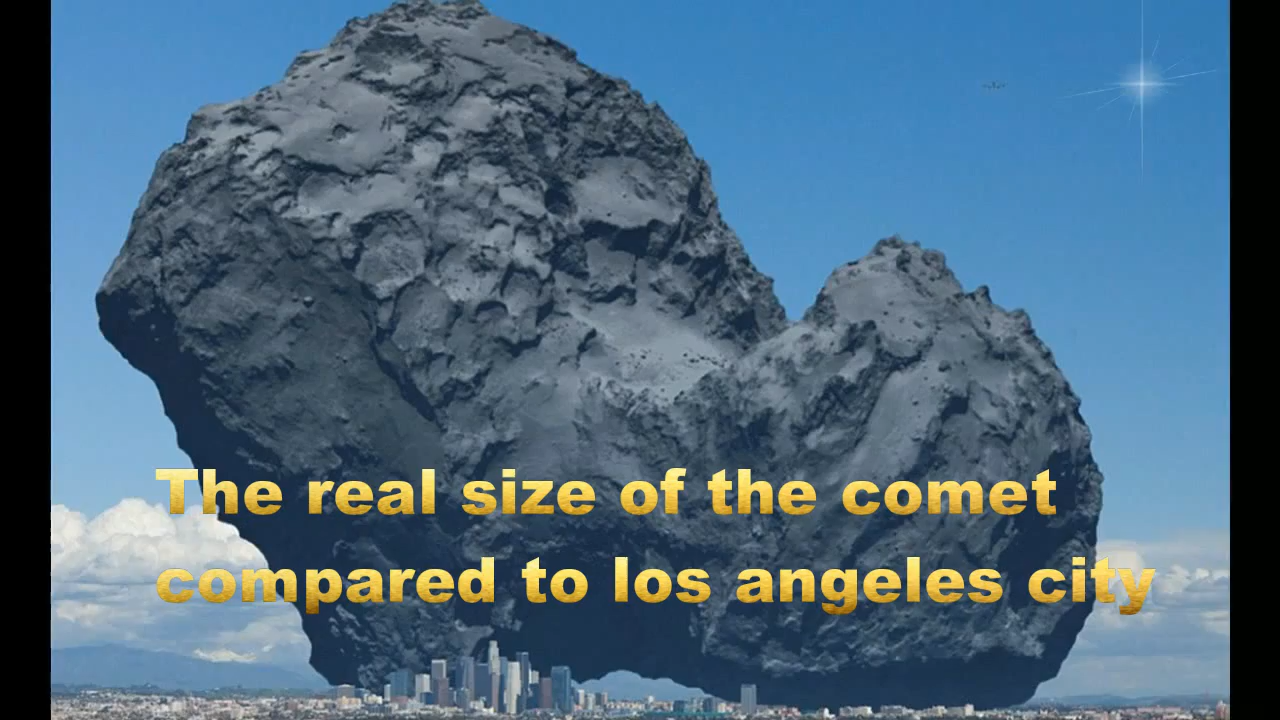 The real size of the comet
compared to los angeles city